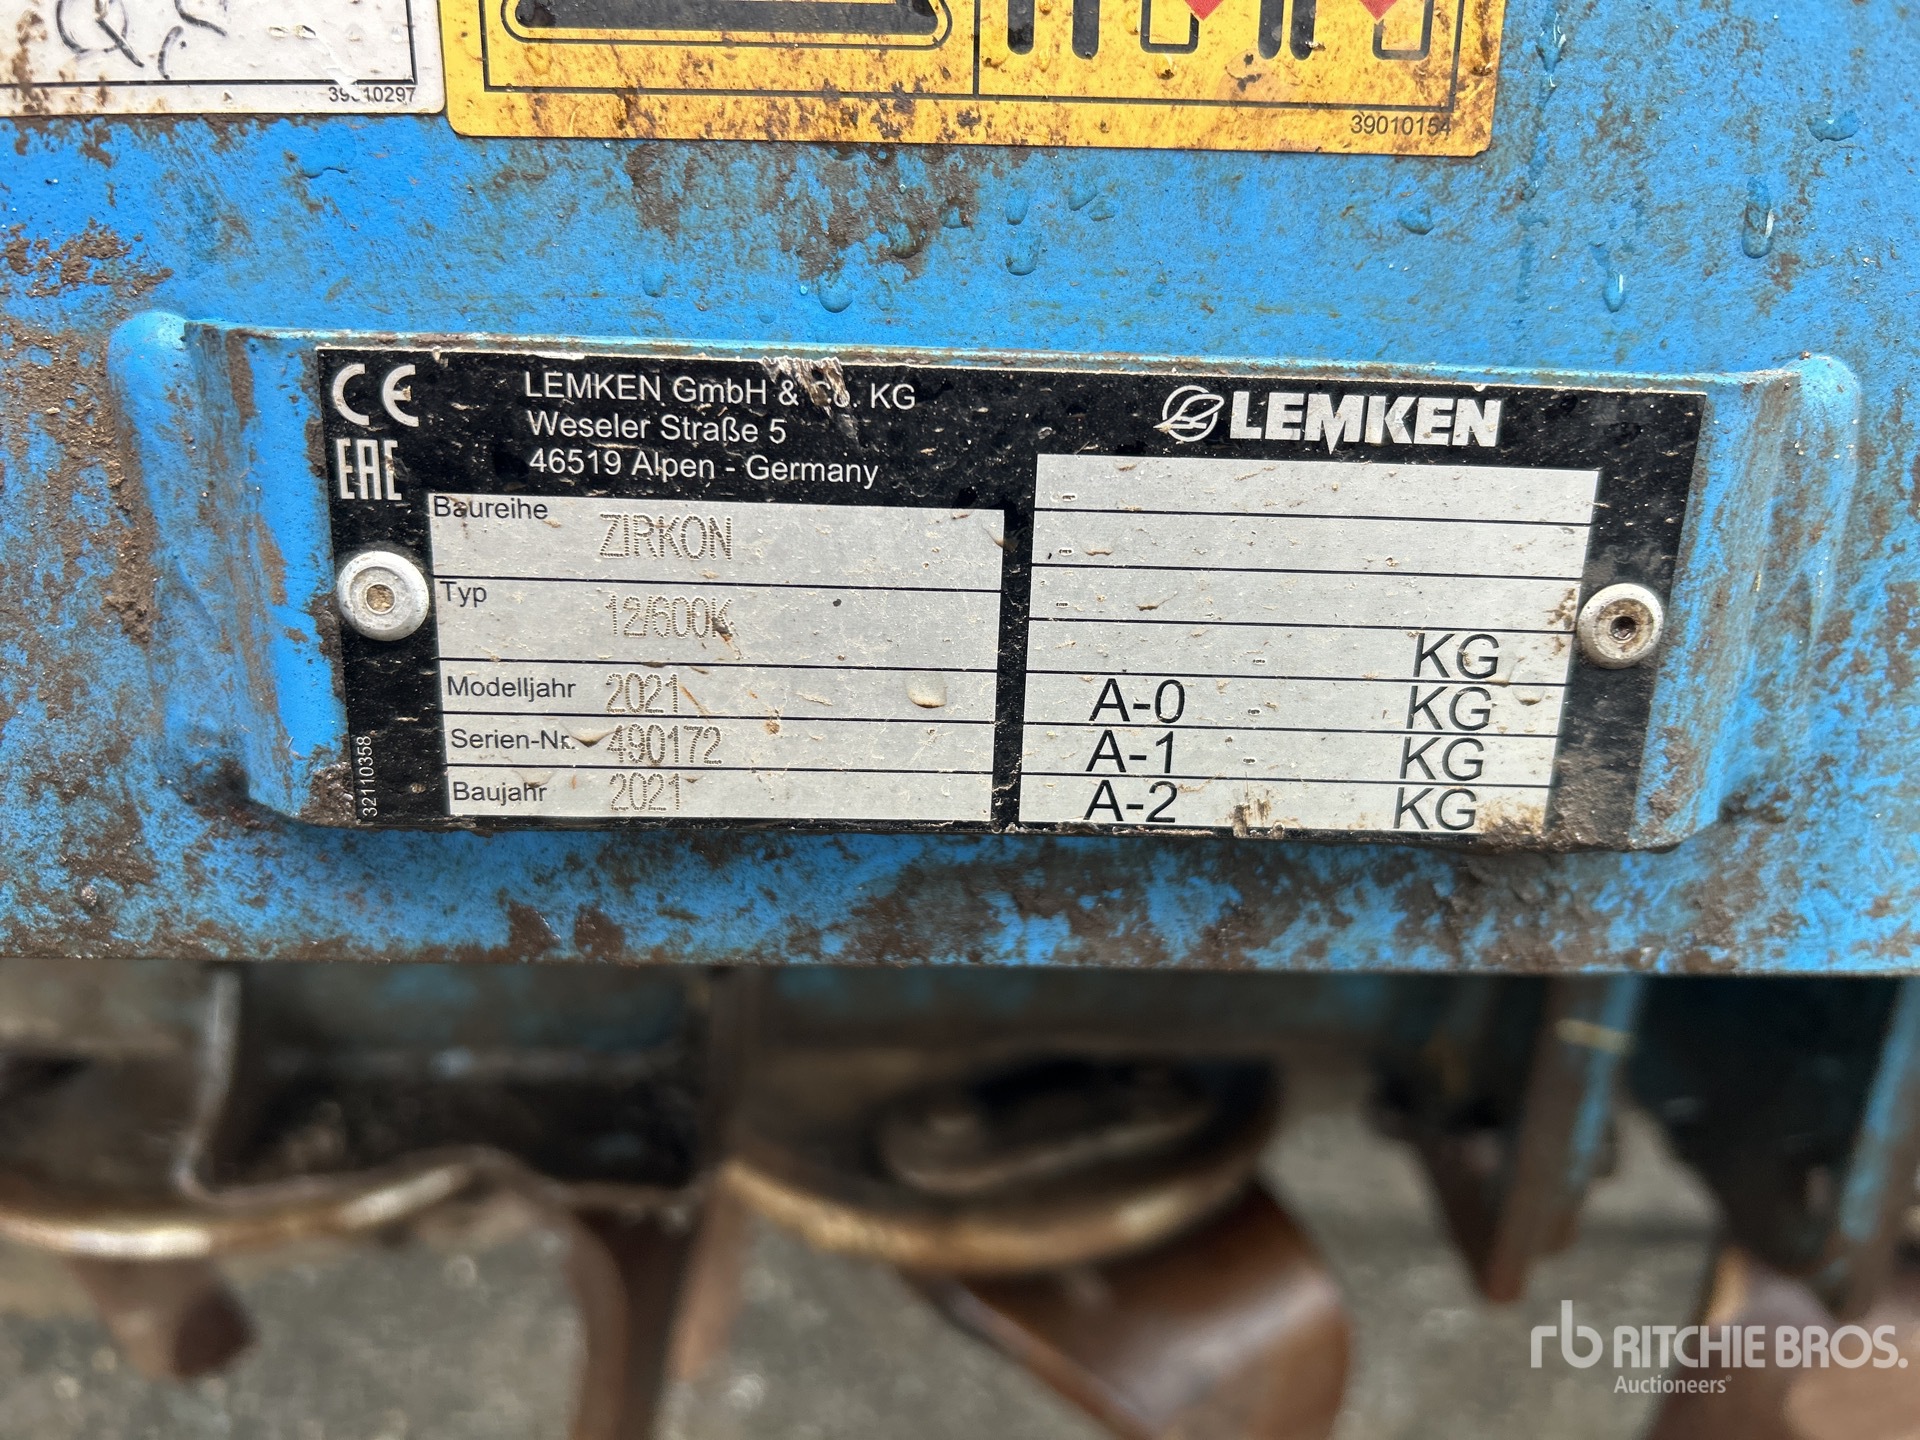 39010154
CE
EAC
LEMKEN GmbH & Co. KG
Weseler Straße 5
46519 Alpen - Germany
LEMKEN
Baureihe ZIRKON
Typ 12/600K
Modelljahr 2021
Serien-Nr. 490172
Baujahr 2021
-
-
-
- KG
A-0 - KG
A-1 - KG
A-2 KG
32110358
rb RITCHIE BROS.
Auctioneers